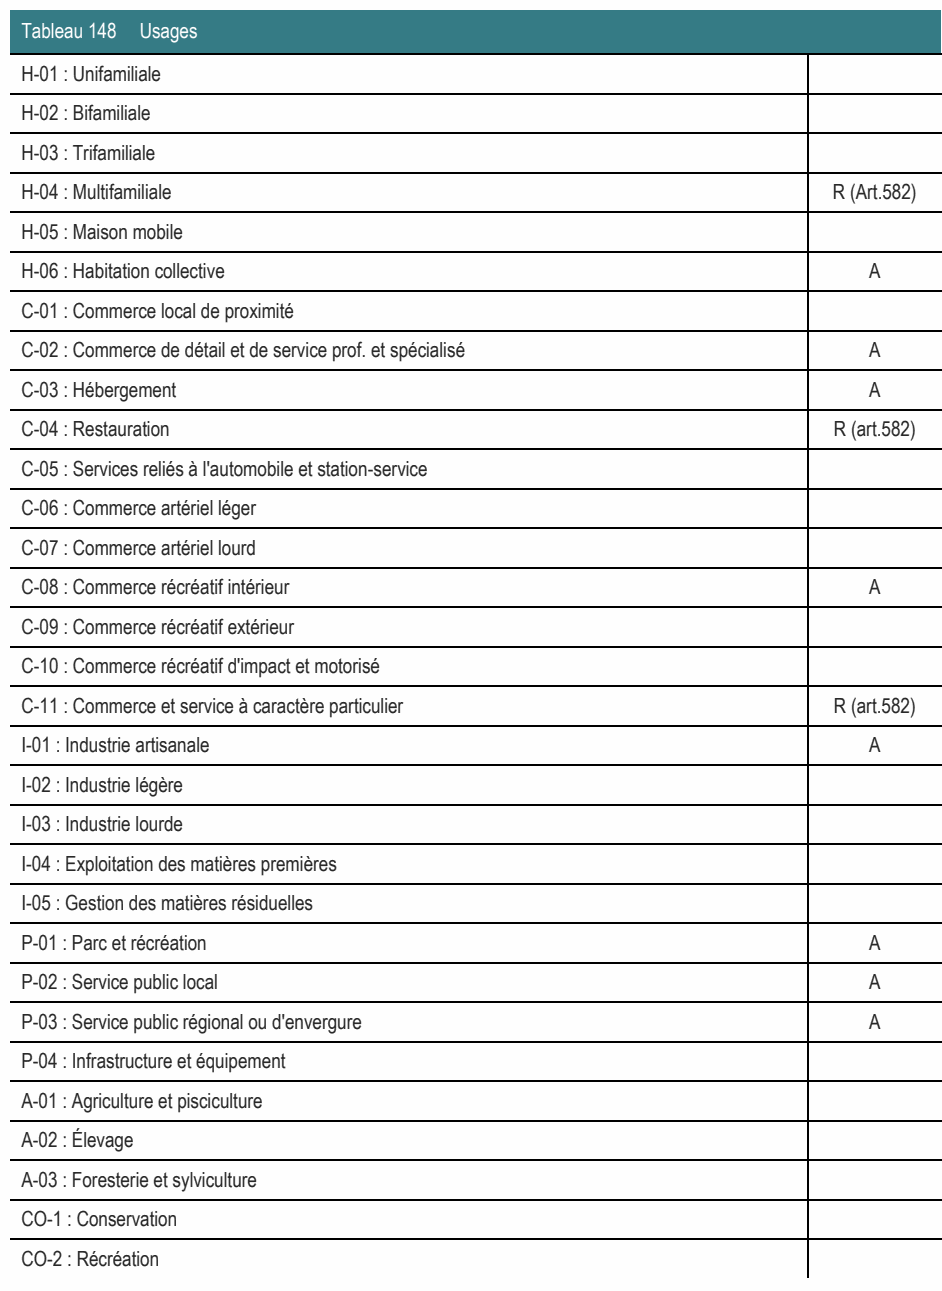 Tableau 148 Usages
H-01 : Unifamiliale
H-02 : Bifamiliale
H-03 : Trifamiliale
H-04 : Multifamiliale R (Art.582)
H-05 : Maison mobile
H-06 : Habitation collective A
C-01 : Commerce local de proximité
C-02 : Commerce de détail et de service prof. et spécialisé A
C-03 : Hébergement A
C-04 : Restauration R (art.582)
C-05 : Services reliés à l'automobile et station-service
C-06 : Commerce artériel léger
C-07 : Commerce artériel lourd
C-08 : Commerce récréatif intérieur A
C-09 : Commerce récréatif extérieur
C-10 : Commerce récréatif d'impact et motorisé
C-11 : Commerce et service à caractère particulier R (art.582)
I-01 : Industrie artisanale A
I-02 : Industrie légère
I-03 : Industrie lourde
I-04 : Exploitation des matières premières
I-05 : Gestion des matières résiduelles
P-01 : Parc et récréation A
P-02 : Service public local A
P-03 : Service public régional ou d'envergure A
P-04 : Infrastructure et équipement
A-01 : Agriculture et pisciculture
A-02 : Élevage
A-03 : Foresterie et sylviculture
CO-1 : Conservation
CO-2 : Récréation